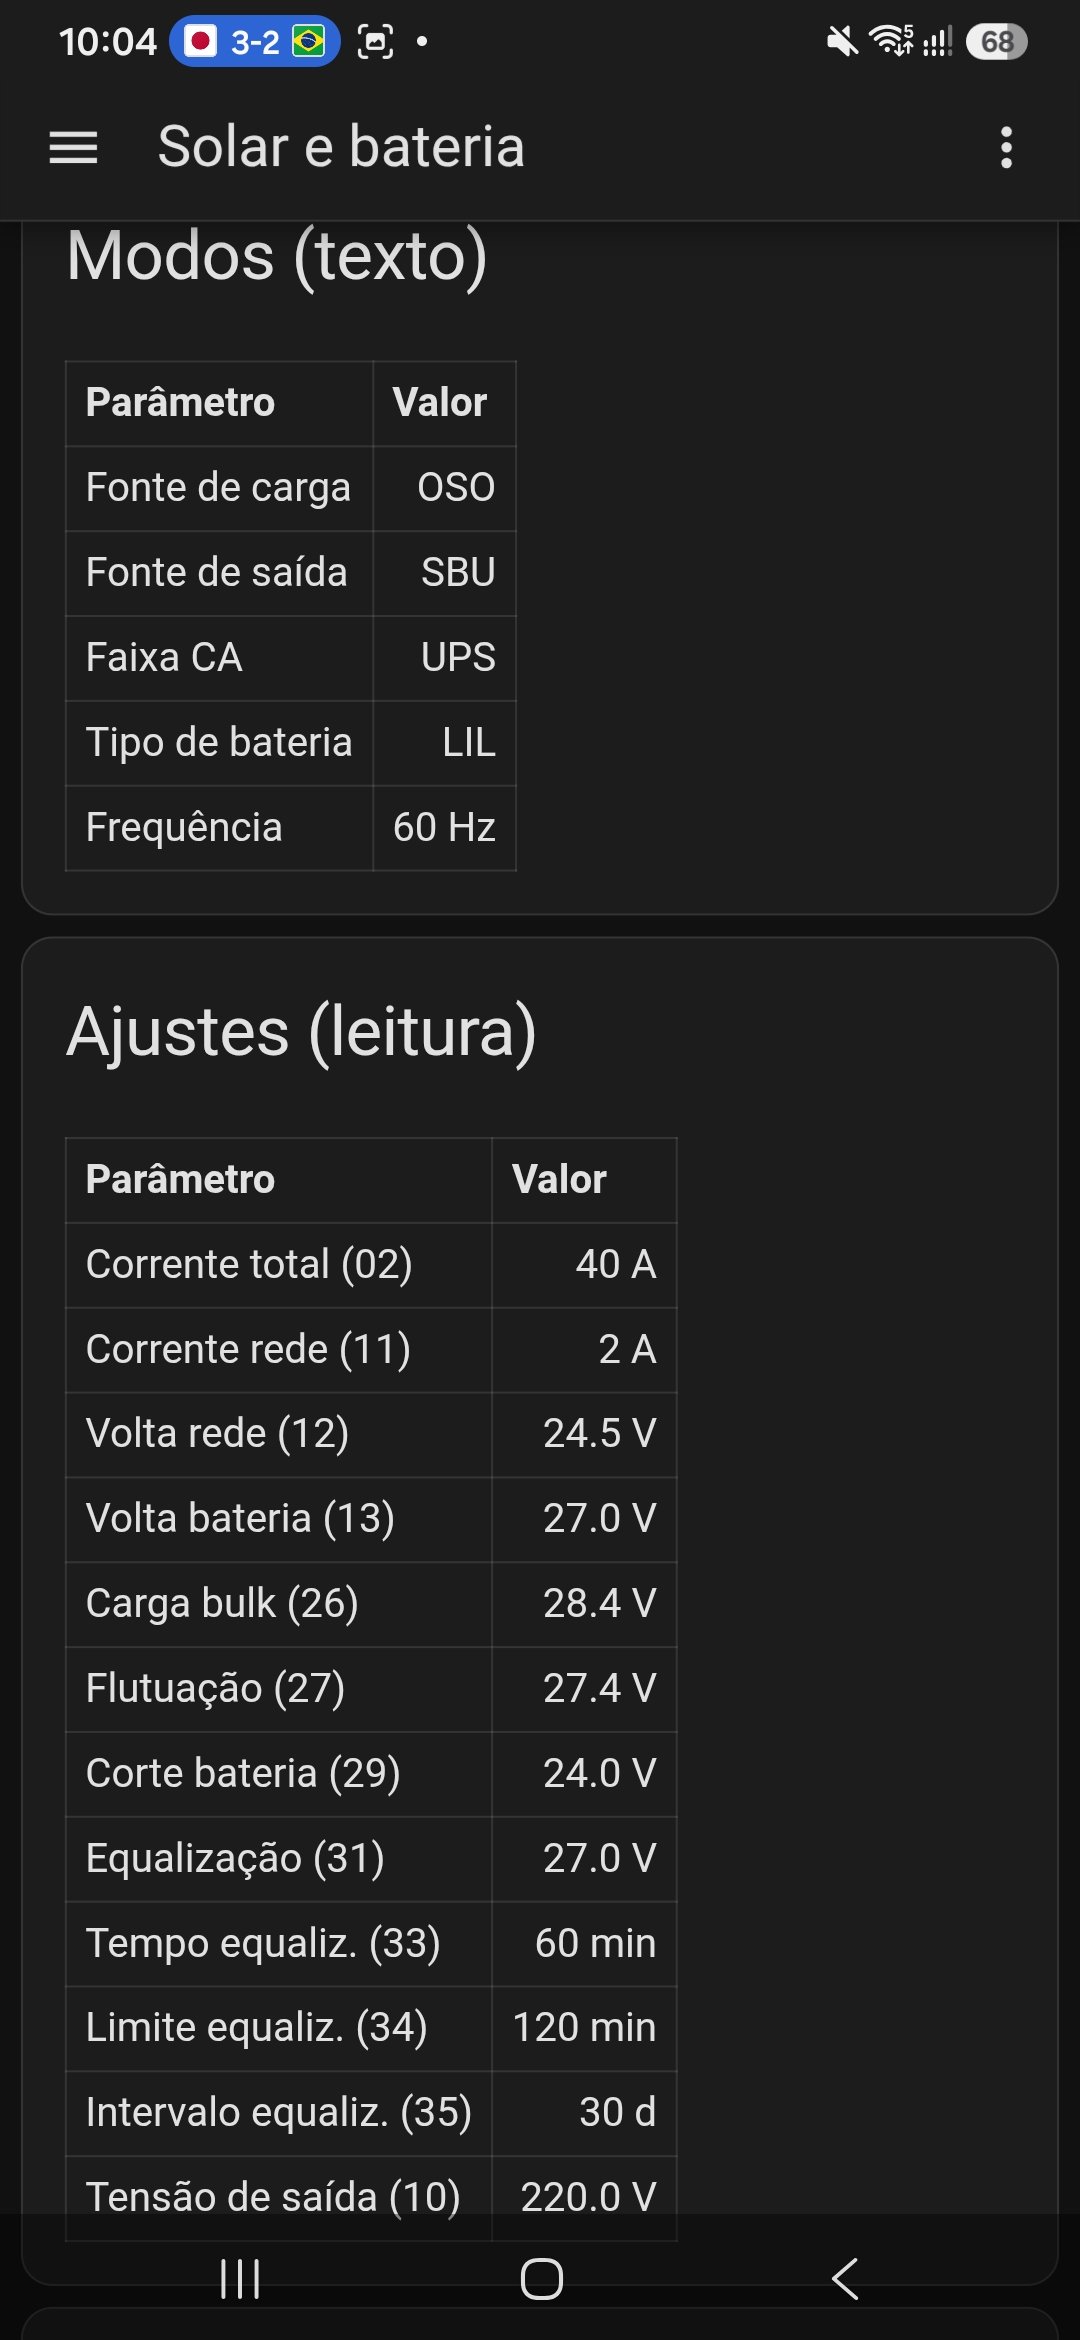 10:04 3-2 5 68
Solar e bateria
Modos (texto)
Parâmetro Valor
Fonte de carga OSO
Fonte de saída SBU
Faixa CA UPS
Tipo de bateria LIL
Frequência 60 Hz
Ajustes (leitura)
Parâmetro Valor
Corrente total (02) 40 A
Corrente rede (11) 2 A
Volta rede (12) 24.5 V
Volta bateria (13) 27.0 V
Carga bulk (26) 28.4 V
Flutuação (27) 27.4 V
Corte bateria (29) 24.0 V
Equalização (31) 27.0 V
Tempo equaliz. (33) 60 min
Limite equaliz. (34) 120 min
Intervalo equaliz. (35) 30 d
Tensão de saída (10) 220.0 V